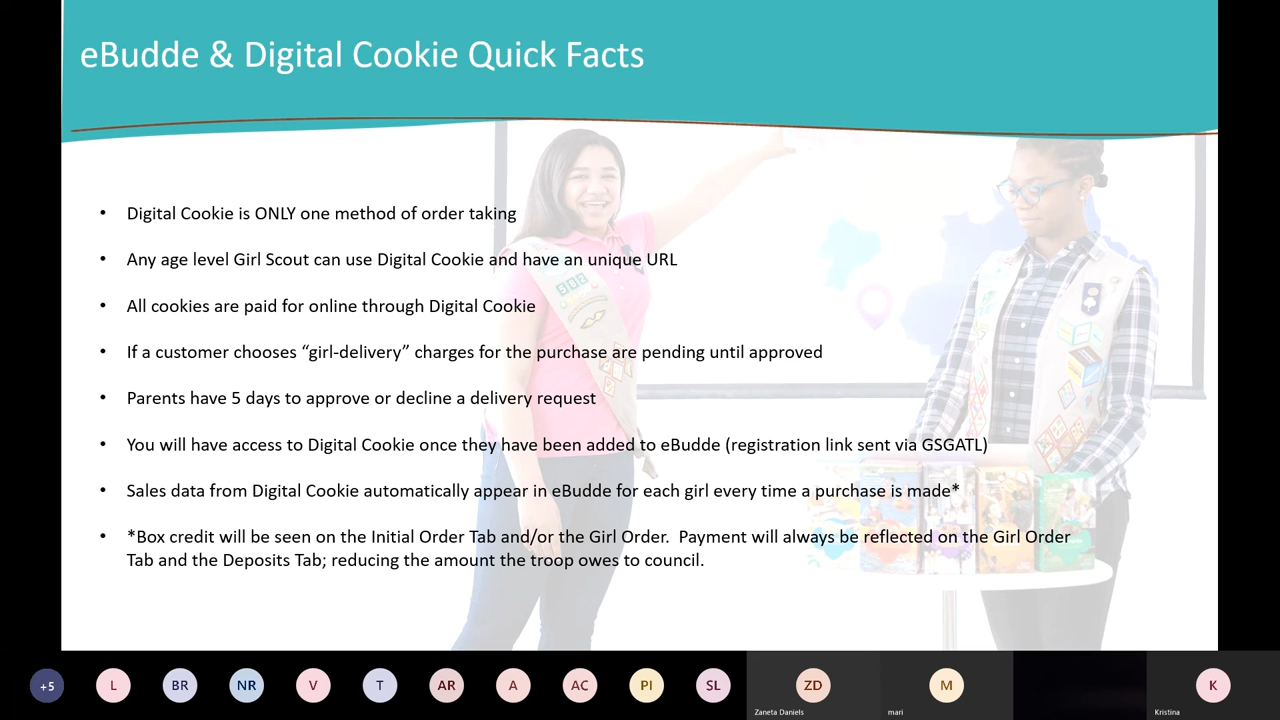 eBudde & Digital Cookie Quick Facts
• Digital Cookie is ONLY one method of order taking
• Any age level Girl Scout can use Digital Cookie and have an unique URL
• All cookies are paid for online through Digital Cookie
• If a customer chooses “girl-delivery” charges for the purchase are pending until approved
• Parents have 5 days to approve or decline a delivery request
• You will have access to Digital Cookie once they have been added to eBudde (registration link sent via GSGATL)
• Sales data from Digital Cookie automatically appear in eBudde for each girl every time a purchase is made*
• *Box credit will be seen on the Initial Order Tab and/or the Girl Order.  Payment will always be reflected on the Girl Order
Tab and the Deposits Tab; reducing the amount the troop owes to council.
+5 L BR NR V T AR A AC PI SL ZD M K
Zaneta Daniels mari Kristina